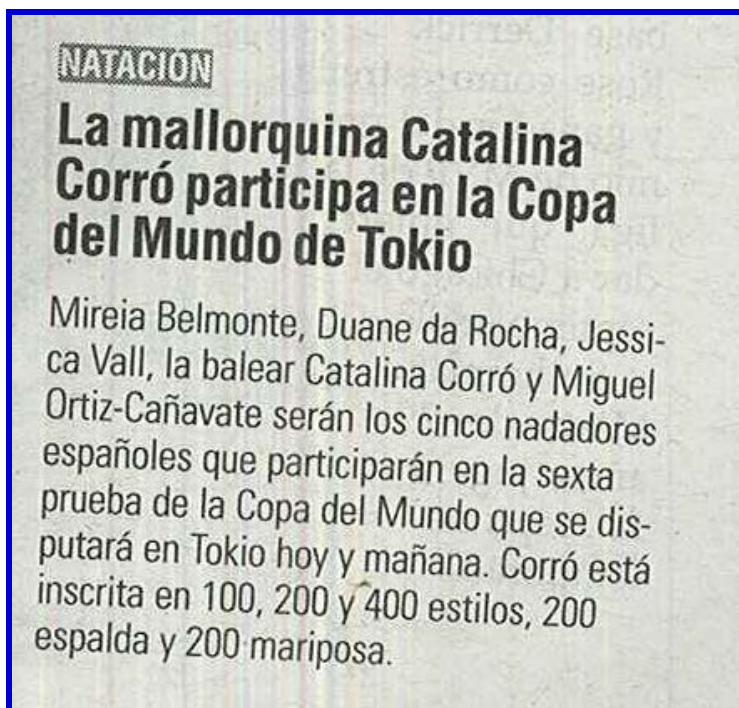 NATACIÓN
La mallorquina Catalina
Corró participa en la Copa
del Mundo de Tokio
Mireia Belmonte, Duane da Rocha, Jessi-
ca Vall, la balear Catalina Corró y Miguel
Ortiz-Cañavate serán los cinco nadadores
españoles que participarán en la sexta
prueba de la Copa del Mundo que se dis-
putará en Tokio hoy y mañana. Corró está
inscrita en 100, 200 y 400 estilos, 200
espalda y 200 mariposa.